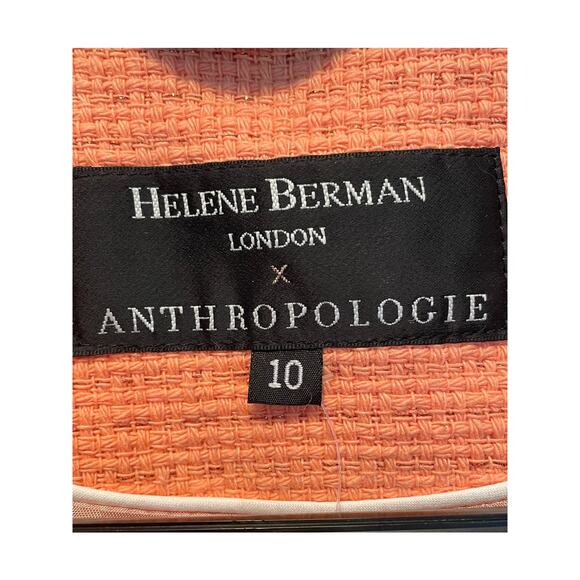 HELENE BERMAN
LONDON
X
ANTHROPOLOGIE
10